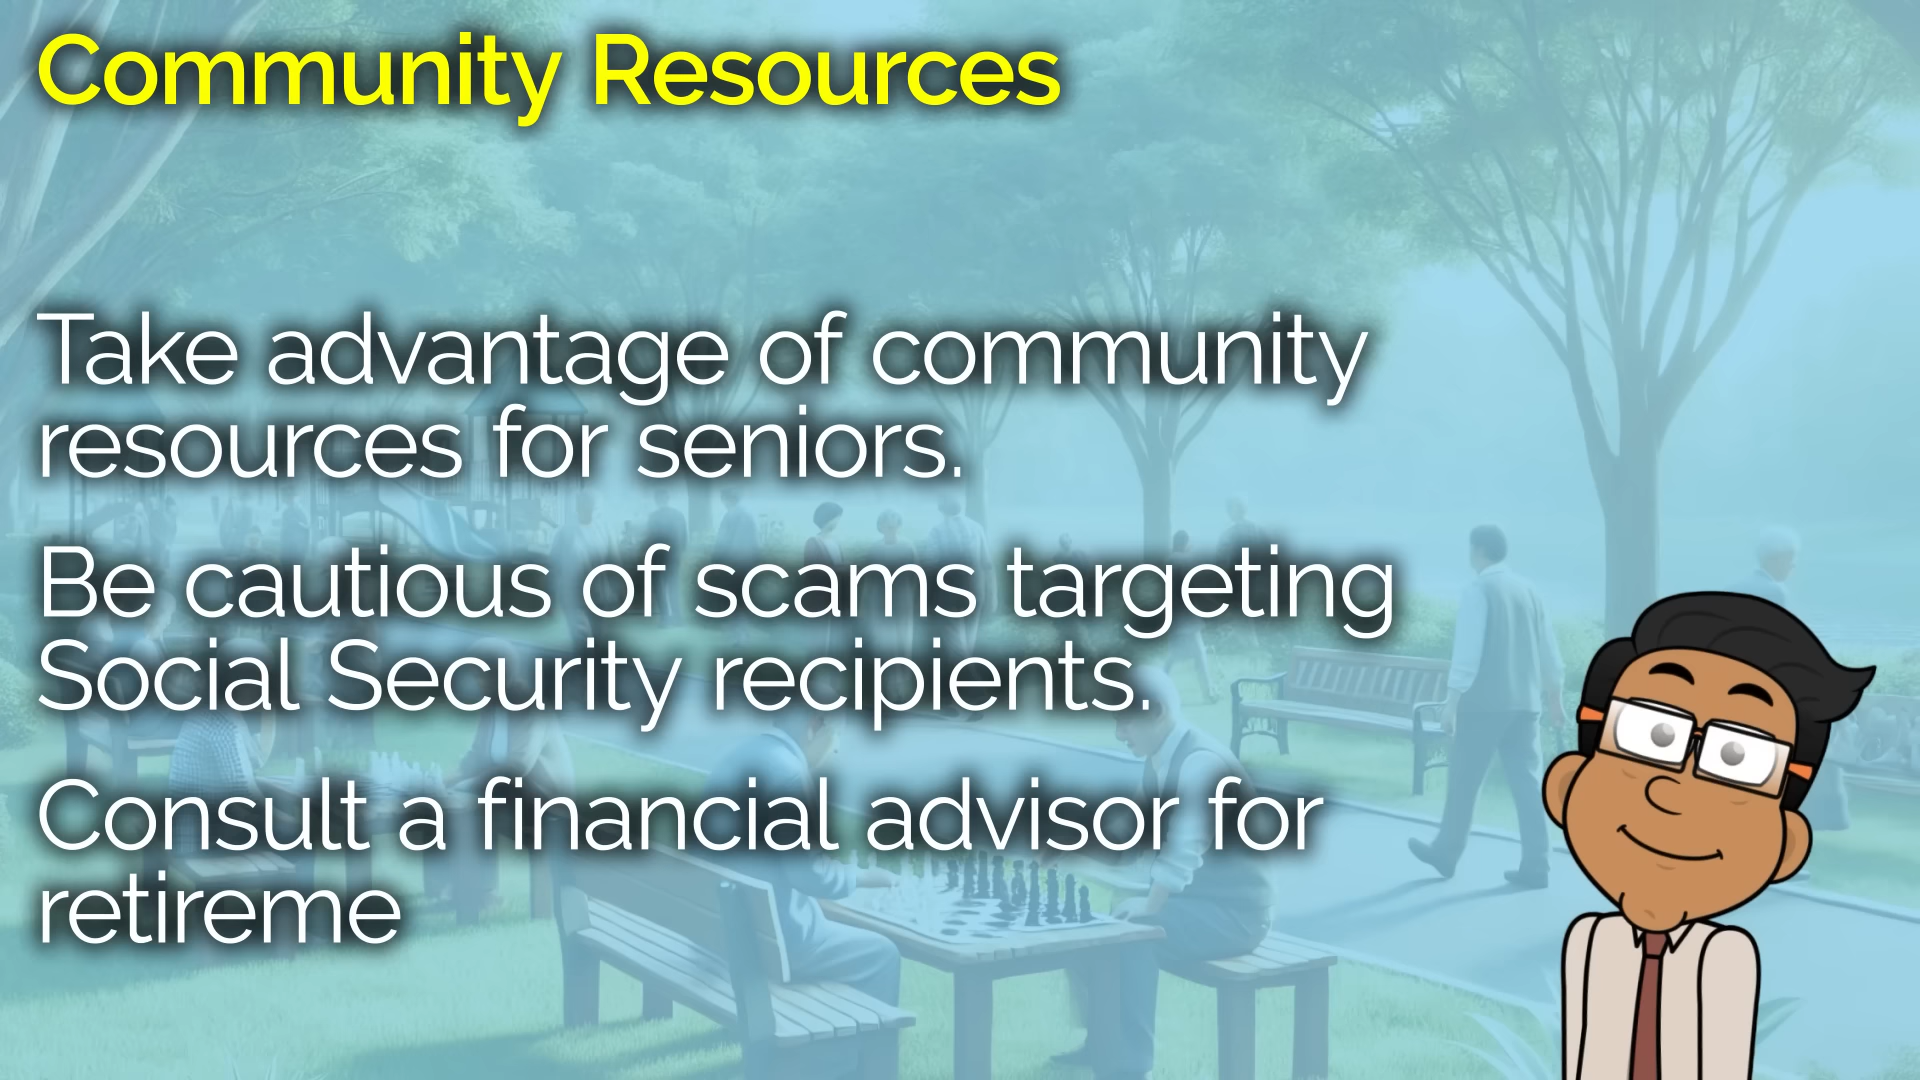 Community Resources
Take advantage of community
resources for seniors.
Be cautious of scams targeting
Social Security recipients.
Consult a financial advisor for
retireme